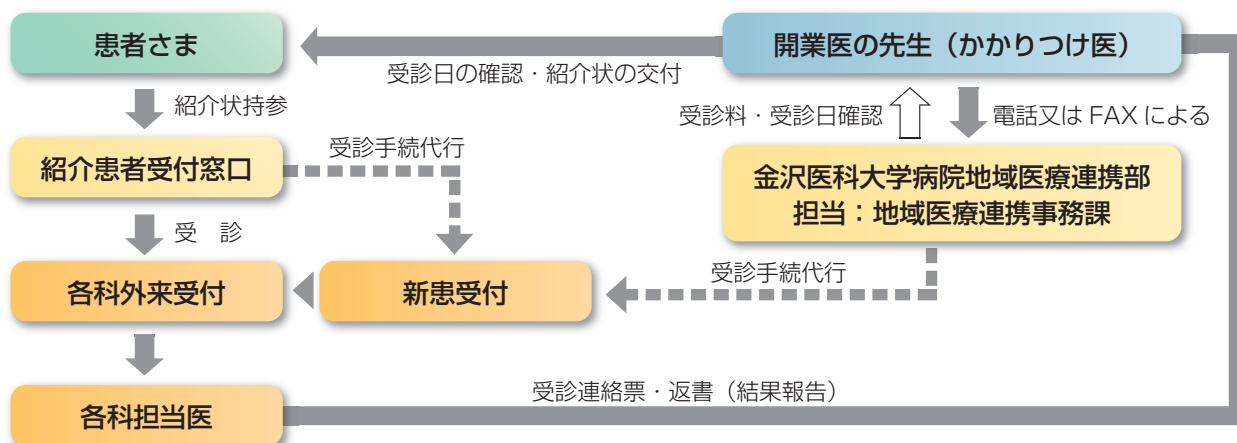 患者さま
開業医の先生（かかりつけ医）
受診日の確認・紹介状の交付
紹介状持参
受診料・受診日確認
電話又は FAX による
受診手続代行
紹介患者受付窓口
金沢医科大学病院地域医療連携部
担当：地域医療連携事務課
受　診
受診手続代行
各科外来受付
新患受付
受診連絡票・返書（結果報告）
各科担当医